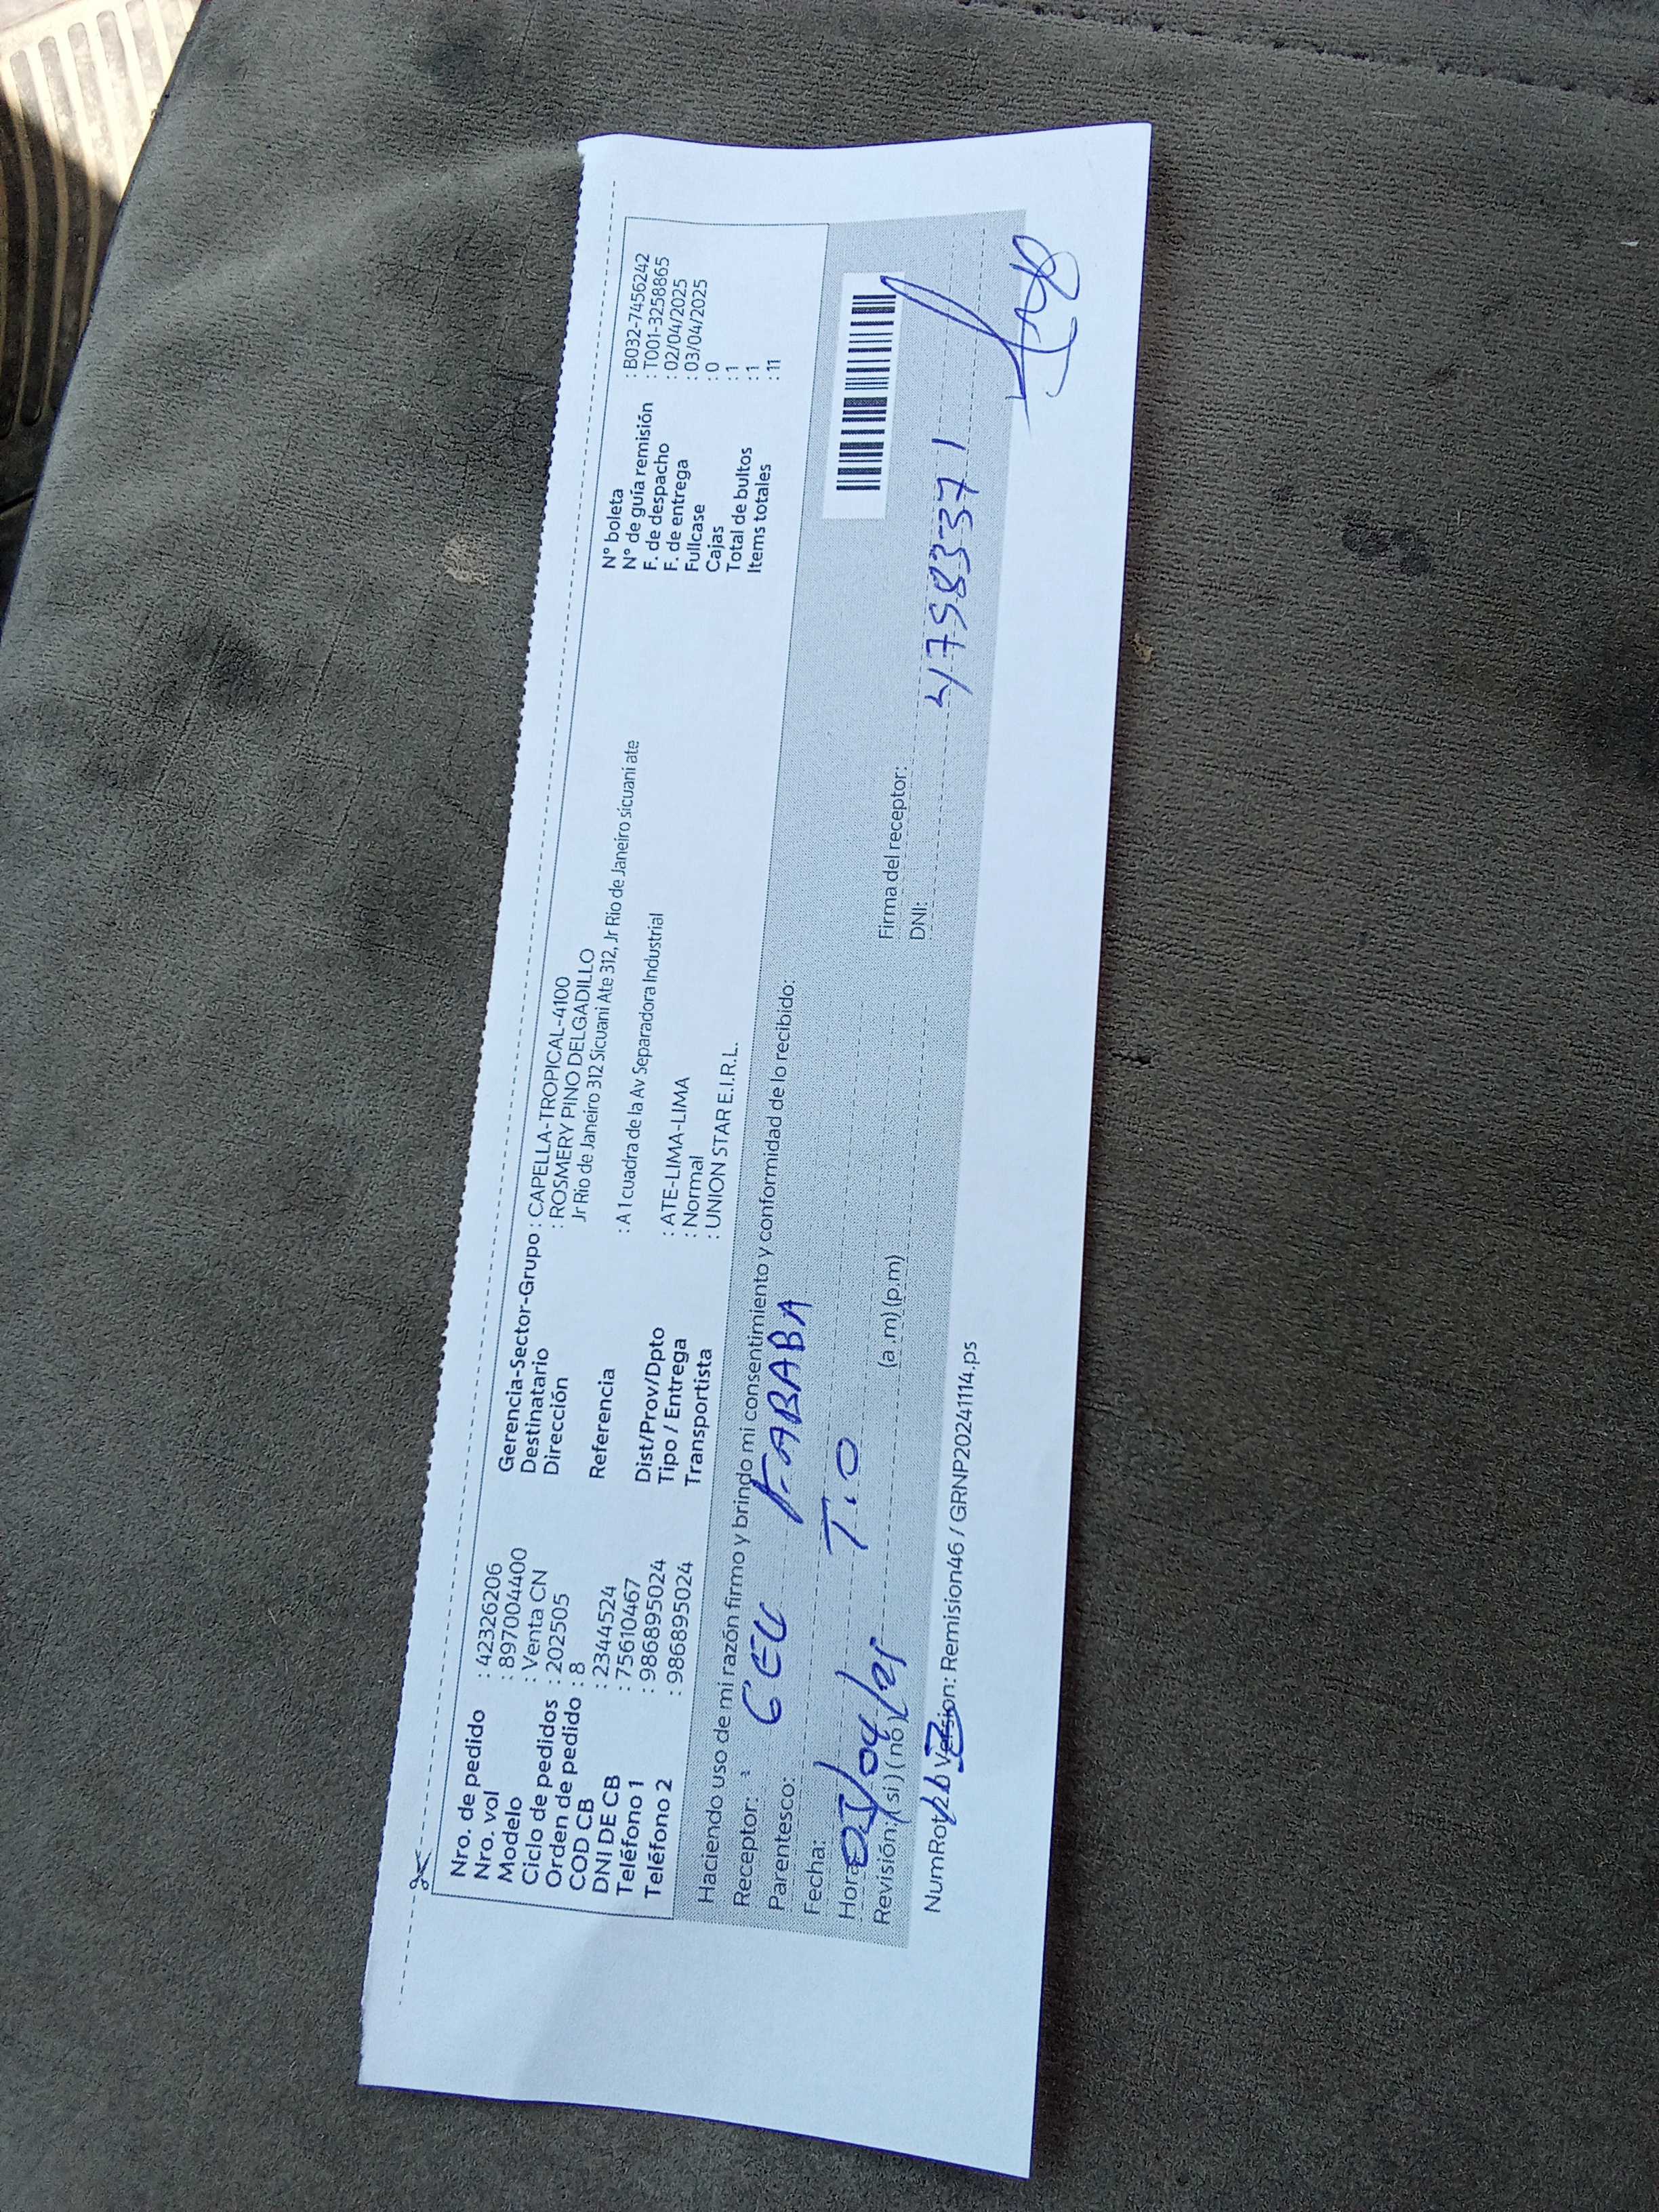 Nro. de pedido : 42326206
Nro. vol : 897004400
Modelo : Venta CN
Ciclo de pedidos : 202505
Orden de pedido : 8
COD CB : 23444524
DNI DE CB : 75610467
Teléfono 1 : 986895024
Teléfono 2 : 986895024
Gerencia-Sector-Grupo : CAPELLA-TROPICAL-4100
Destinatario : ROSMERY PINO DELGADILLO
Dirección Jr Rio de Janeiro 312 Sicuani Ate 312, Jr Rio de Janeiro sicuani ate
Referencia : A 1 cuadra de la Av Separadora Industrial
Dist/Prov/Dpto : ATE-LIMA-LIMA
Tipo / Entrega : Normal
Transportista : UNION STAR E.I.R.L.
N° boleta : B032-7456242
N° de guía remisión : T001-3258865
F. de despacho : 02/04/2025
F. de entrega : 03/04/2025
Fullcase : 0
Cajas : 1
Total de bultos : 1
Items totales : 11
Haciendo uso de mi razón firmo y brindo mi consentimiento y conformidad de lo recibido:
Receptor: FABABA
Parentesco: T.O
Fecha:
Hora (a .m) (p.m)
Revisión: (si) (no)
Firma del receptor:
DNI: 47583371
Version: Remision46 / GRNP20241114.ps